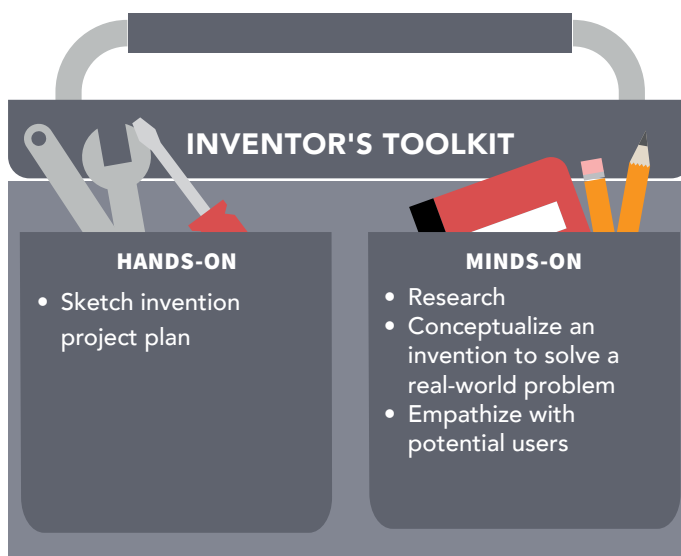 INVENTOR'S TOOLKIT
HANDS-ON
• Sketch invention
project plan
MINDS-ON
• Research
• Conceptualize an
invention to solve a
real-world problem
• Empathize with
potential users